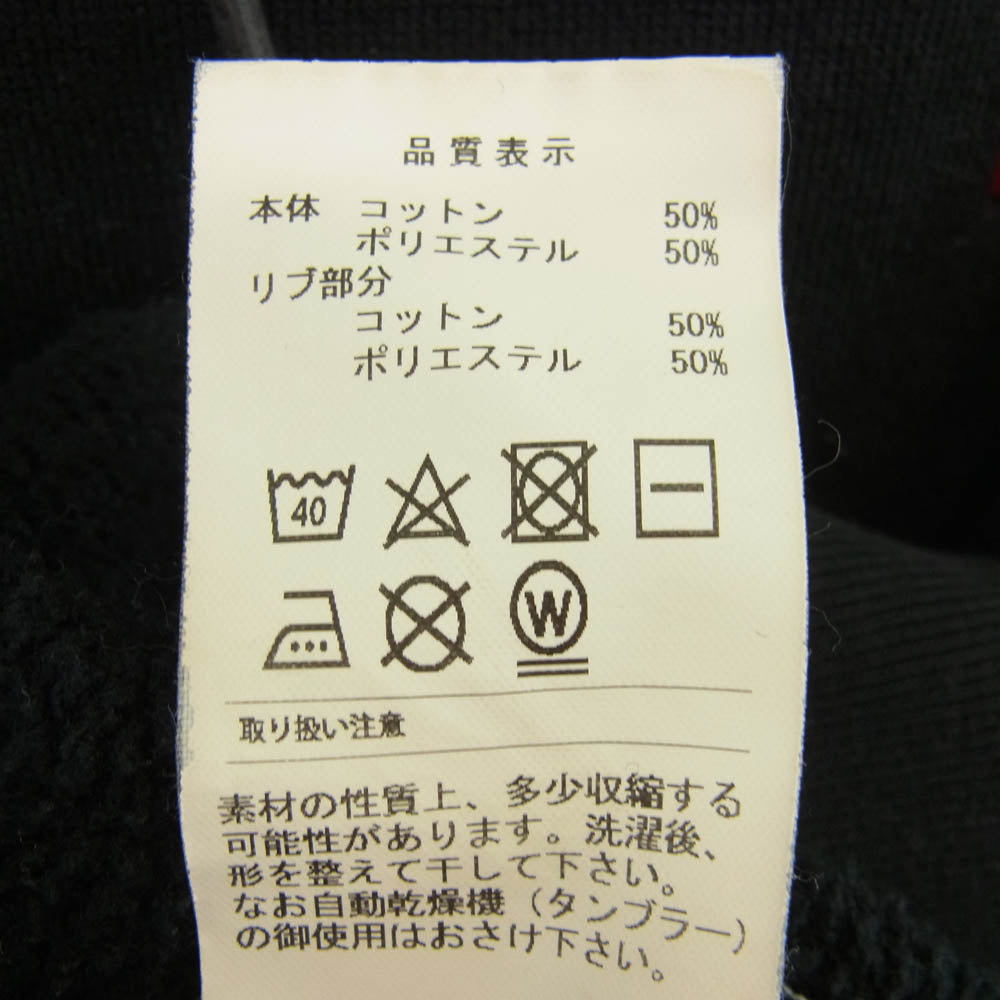 品質表示
本体 コットン 50%
ポリエステル 50%
リブ部分
コットン 50%
ポリエステル 50%
40
W
取り扱い注意
素材の性質上、多少収縮する
可能性があります。洗濯後、
形を整えて干して下さい。
なお自動乾燥機（タンブラー）
の御使用はおさけ下さい。